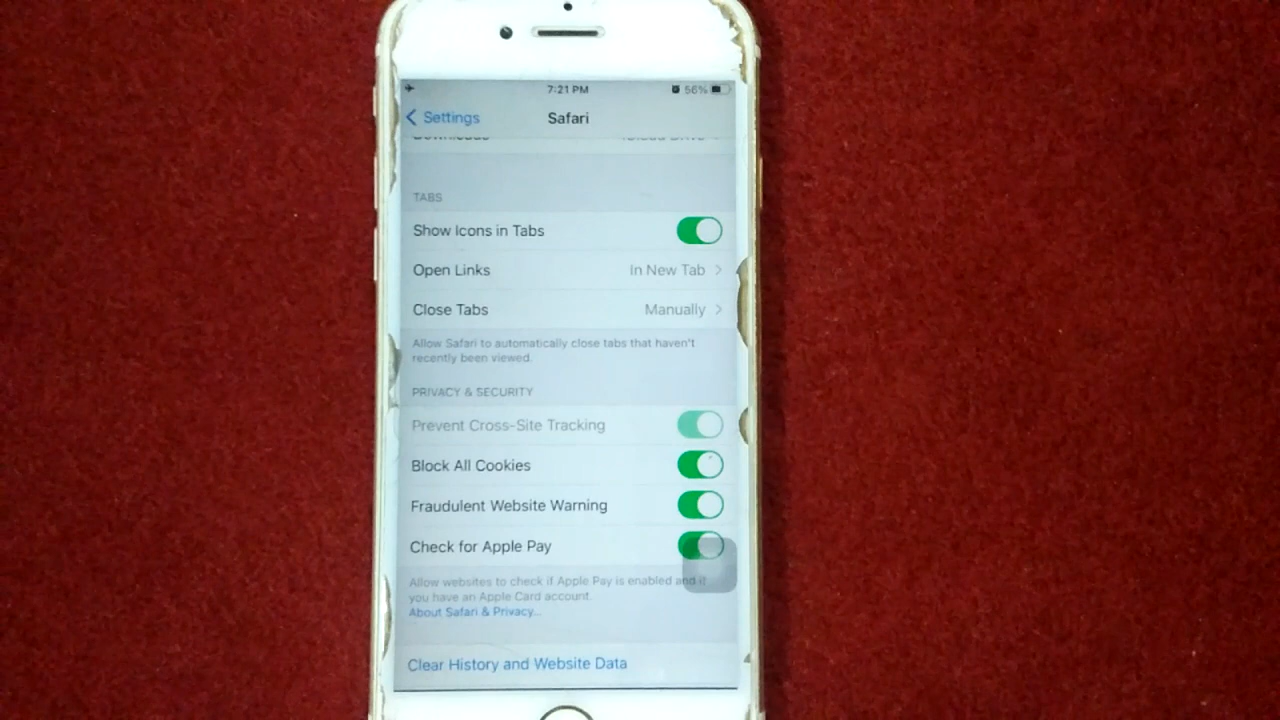 7:21 PM
56%
Settings
Safari
Downloads iCloud Drive
TABS
Show Icons in Tabs
Open Links In New Tab
Close Tabs Manually
Allow Safari to automatically close tabs that haven't
recently been viewed.
PRIVACY & SECURITY
Prevent Cross-Site Tracking
Block All Cookies
Fraudulent Website Warning
Check for Apple Pay
Allow websites to check if Apple Pay is enabled and if
you have an Apple Card account.
About Safari & Privacy...
Clear History and Website Data